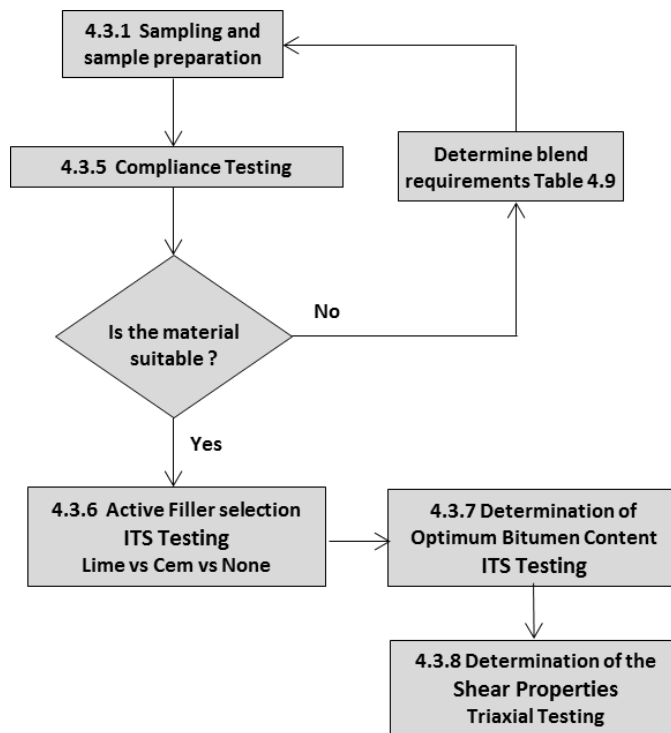 4.3.1 Sampling and
sample preparation
4.3.5 Compliance Testing
Determine blend
requirements Table 4.9
Is the material
suitable ?
No
Yes
4.3.6 Active Filler selection
ITS Testing
Lime vs Cem vs None
4.3.7 Determination of
Optimum Bitumen Content
ITS Testing
4.3.8 Determination of the
Shear Properties
Triaxial Testing